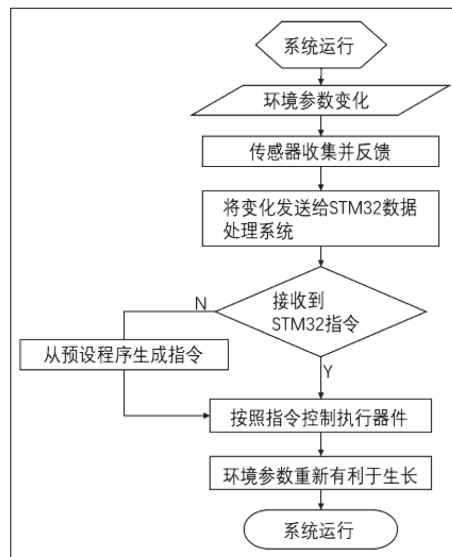 系统运行
环境参数变化
传感器收集并反馈
将变化发送给STM32数据
处理系统
接收到
STM32指令
N
从预设程序生成指令
Y
按照指令控制执行器件
环境参数重新有利于生长
系统运行